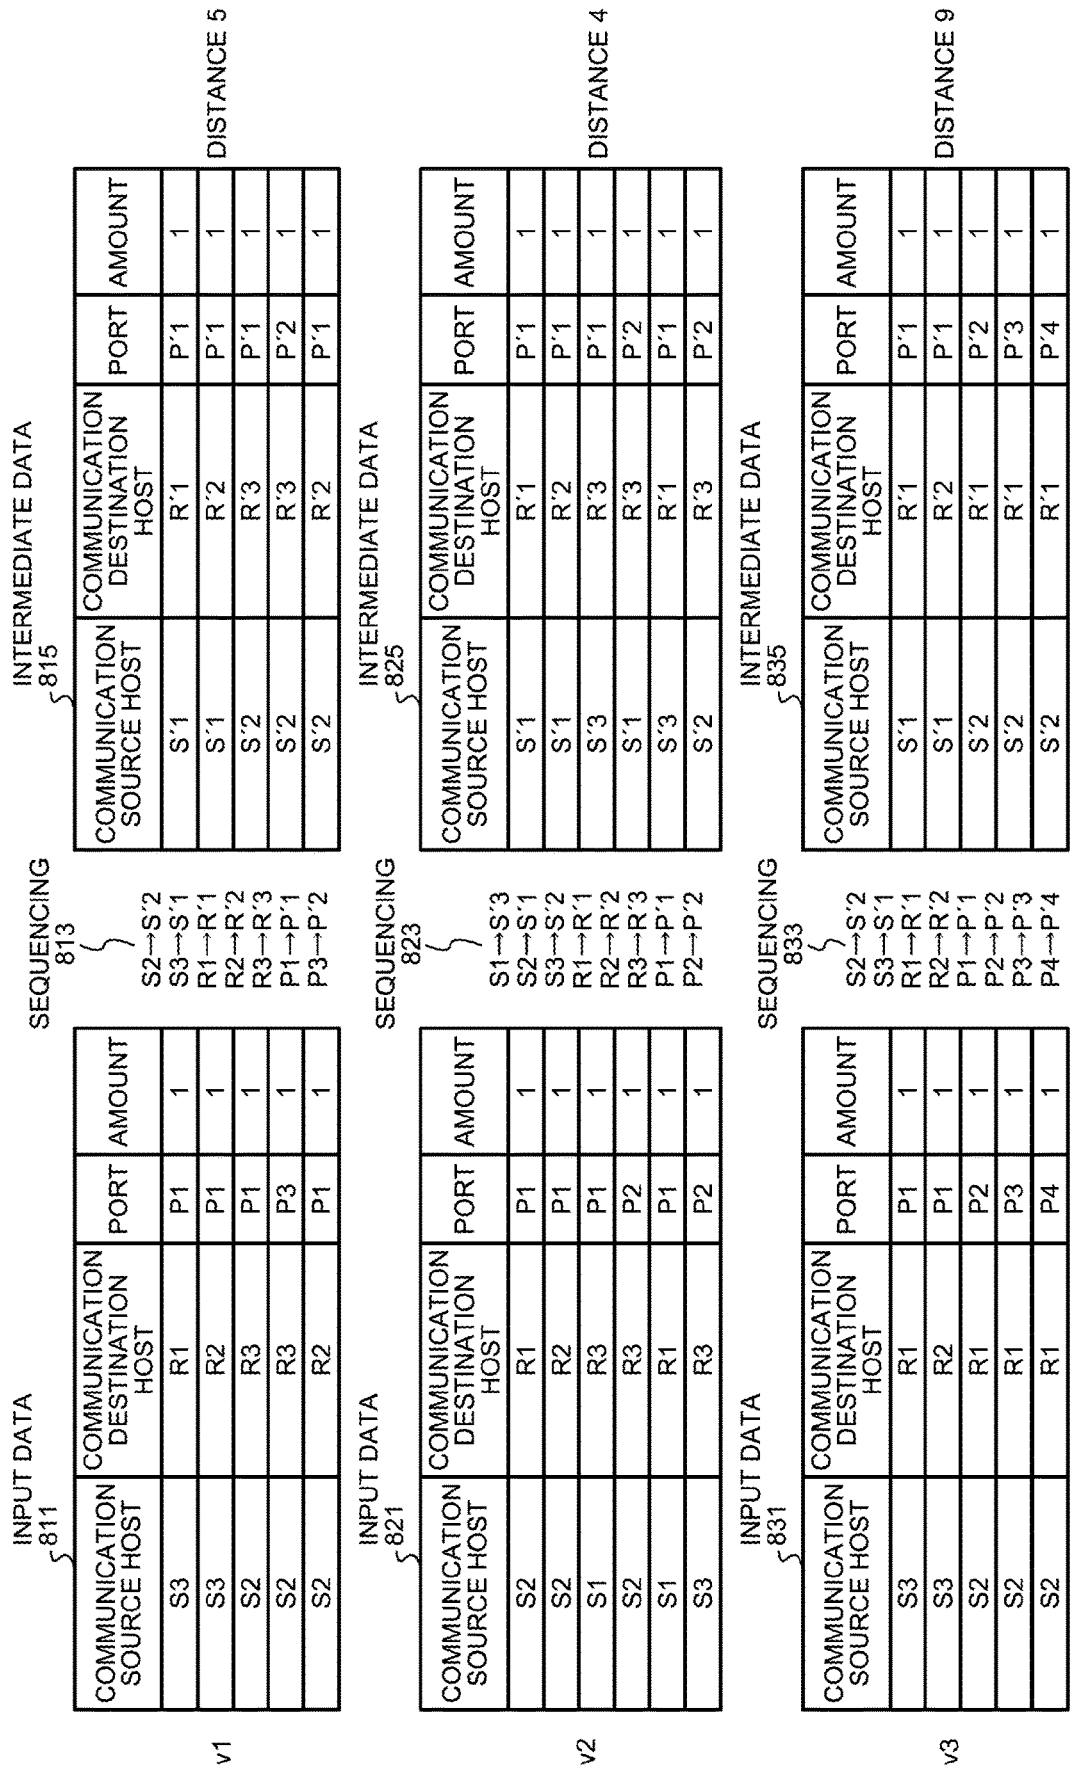 INPUT DATA
811
COMMUNICATION SOURCE HOST | COMMUNICATION DESTINATION HOST | PORT | AMOUNT
S3 | R1 | P1 | 1
S3 | R2 | P1 | 1
S2 | R3 | P1 | 1
S2 | R3 | P3 | 1
S2 | R2 | P1 | 1
v1
SEQUENCING
813
S2→S´2
S3→S´1
R1→R´1
R2→R´2
R3→R´3
P1→P´1
P3→P´2
INTERMEDIATE DATA
815
COMMUNICATION SOURCE HOST | COMMUNICATION DESTINATION HOST | PORT | AMOUNT
S´1 | R´1 | P´1 | 1
S´1 | R´2 | P´1 | 1
S´2 | R´3 | P´1 | 1
S´2 | R´3 | P´2 | 1
S´2 | R´2 | P´1 | 1
DISTANCE 5
INPUT DATA
821
COMMUNICATION SOURCE HOST | COMMUNICATION DESTINATION HOST | PORT | AMOUNT
S2 | R1 | P1 | 1
S2 | R2 | P1 | 1
S1 | R3 | P1 | 1
S2 | R3 | P2 | 1
S1 | R1 | P1 | 1
S3 | R3 | P2 | 1
v2
SEQUENCING
823
S1→S´3
S2→S´1
S3→S´2
R1→R´1
R2→R´2
R3→R´3
P1→P´1
P2→P´2
INTERMEDIATE DATA
825
COMMUNICATION SOURCE HOST | COMMUNICATION DESTINATION HOST | PORT | AMOUNT
S´1 | R´1 | P´1 | 1
S´1 | R´2 | P´1 | 1
S´3 | R´3 | P´1 | 1
S´1 | R´3 | P´2 | 1
S´3 | R´1 | P´1 | 1
S´2 | R´3 | P´2 | 1
DISTANCE 4
INPUT DATA
831
COMMUNICATION SOURCE HOST | COMMUNICATION DESTINATION HOST | PORT | AMOUNT
S3 | R1 | P1 | 1
S3 | R2 | P1 | 1
S2 | R1 | P2 | 1
S2 | R1 | P3 | 1
S2 | R1 | P4 | 1
v3
SEQUENCING
833
S2→S´2
S3→S´1
R1→R´1
R2→R´2
P1→P´1
P2→P´2
P3→P´3
P4→P´4
INTERMEDIATE DATA
835
COMMUNICATION SOURCE HOST | COMMUNICATION DESTINATION HOST | PORT | AMOUNT
S´1 | R´1 | P´1 | 1
S´1 | R´2 | P´1 | 1
S´2 | R´1 | P´2 | 1
S´2 | R´1 | P´3 | 1
S´2 | R´1 | P´4 | 1
DISTANCE 9